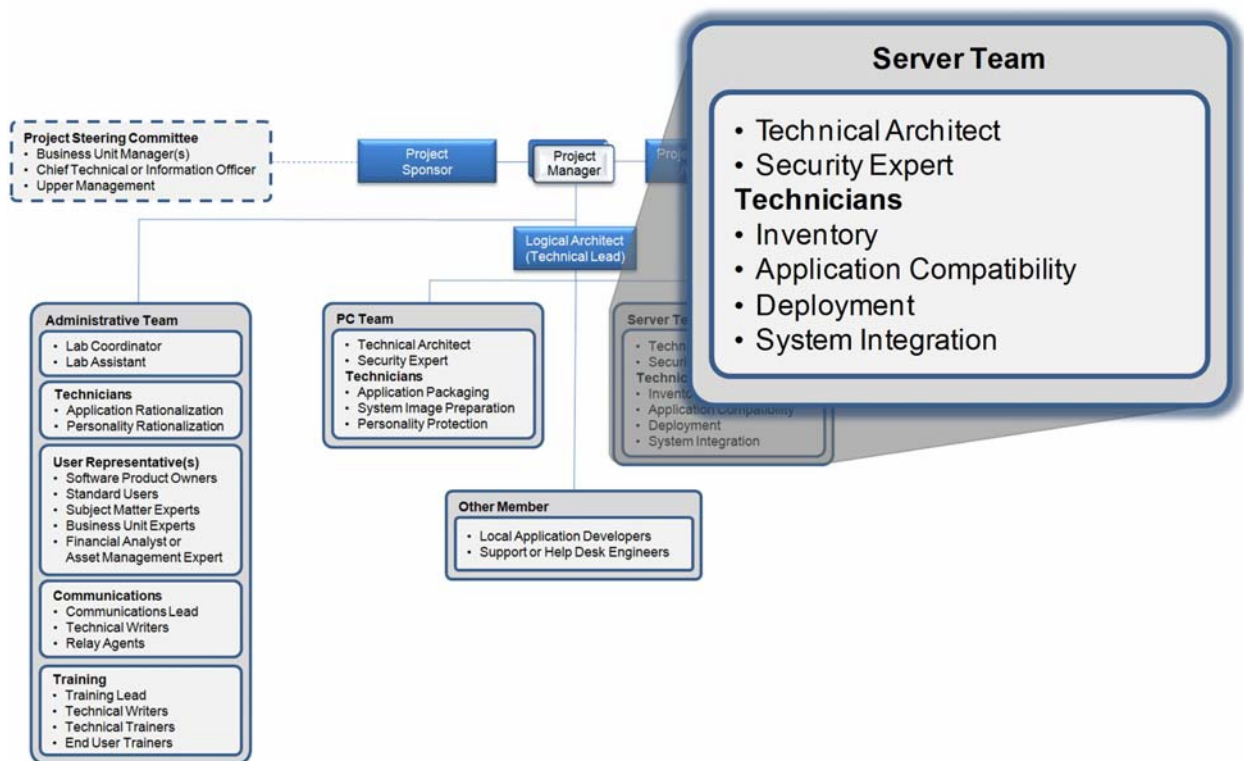 Server Team
• Technical Architect
• Security Expert
Technicians
• Inventory
• Application Compatibility
• Deployment
• System Integration
Project Steering Committee
• Business Unit Manager(s)
• Chief Technical or Information Officer
• Upper Management
Project
Sponsor
Project
Manager
Logical Architect
(Technical Lead)
Administrative Team
• Lab Coordinator
• Lab Assistant
Technicians
• Application Rationalization
• Personality Rationalization
User Representative(s)
• Software Product Owners
• Standard Users
• Subject Matter Experts
• Business Unit Experts
• Financial Analyst or
Asset Management Expert
Communications
• Communications Lead
• Technical Writers
• Relay Agents
Training
• Training Lead
• Technical Writers
• Technical Trainers
• End User Trainers
PC Team
• Technical Architect
• Security Expert
Technicians
• Application Packaging
• System Image Preparation
• Personality Protection
Server
• Application Compatibility
• Deployment
• System Integration
Other Member
• Local Application Developers
• Support or Help Desk Engineers